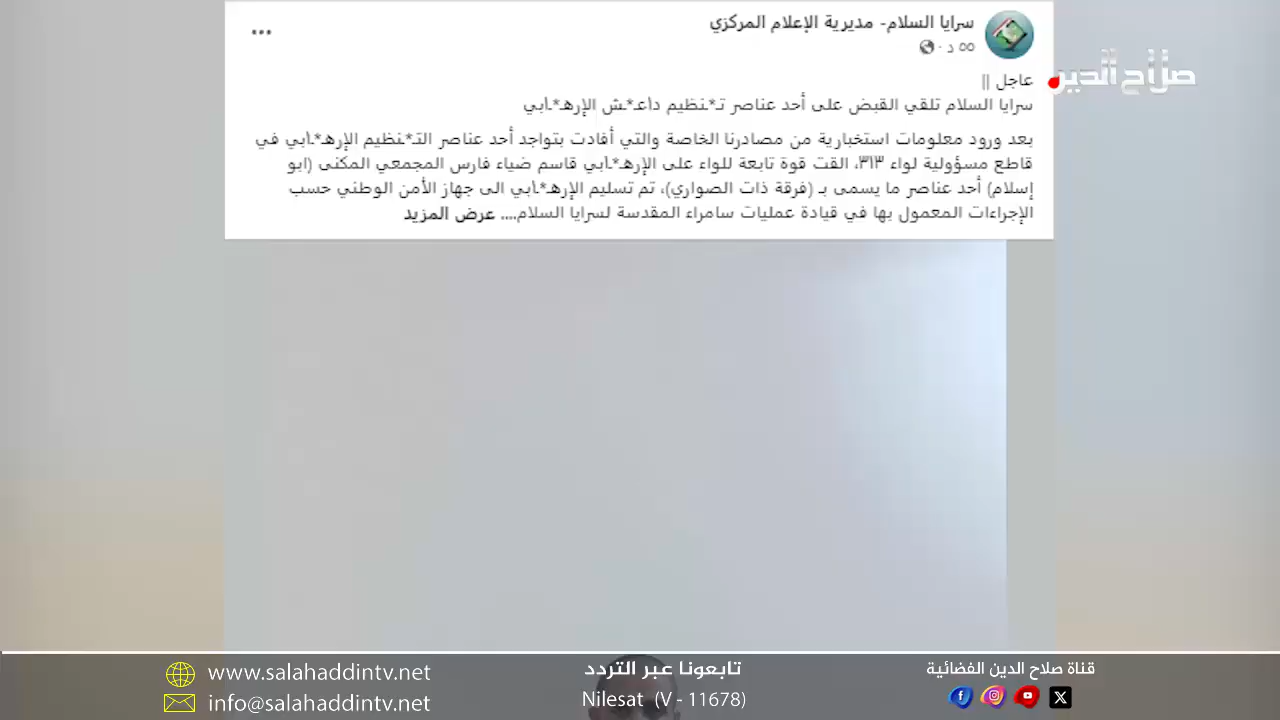 سرايا السلام- مديرية الإعلام المركزي
٥٥ د ·
صلاح الدين
عاجل ||
سرايا السلام تلقي القبض على أحد عناصر تـ*ـنظيم داعـ*ـش الإرهـ*ـابي
بعد ورود معلومات استخبارية من مصادرنا الخاصة والتي أفادت بتواجد أحد عناصر التـ*ـنظيم الإرهـ*ـابي في
قاطع مسؤولية لواء ٣١٣، القت قوة تابعة للواء على الإرهـ*ـابي قاسم ضياء فارس المجمعي المكنى (ابو
إسلام) أحد عناصر ما يسمى بـ (فرقة ذات الصواري)، تم تسليم الإرهـ*ـابي الى جهاز الأمن الوطني حسب
الإجراءات المعمول بها في قيادة عمليات سامراء المقدسة لسرايا السلام.... عرض المزيد
قناة صلاح الدين الفضائية
تابعونا عبر التردد
Nilesat (V - 11678)
www.salahaddintv.net
info@salahaddintv.net